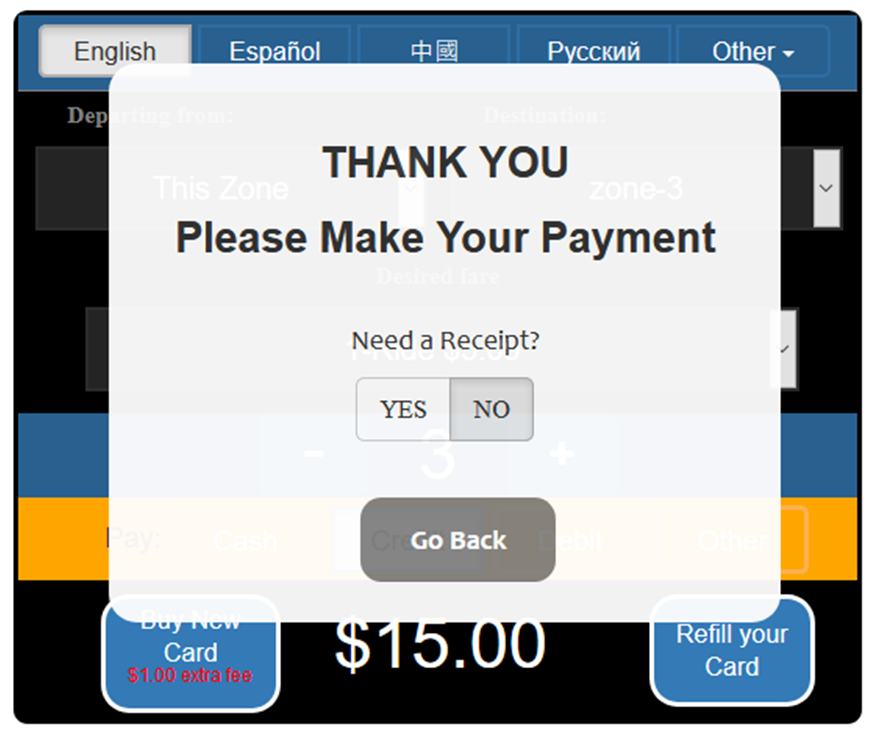 English Español 中國 Русский Other
Departing from: Destination:
This Zone zone-3
THANK YOU
Please Make Your Payment
Desired fare
Need a Receipt?
1-Ride $5.00
YES NO
- 3 +
Pay: Cash Credit Debit Other
Go Back
Buy New
Card
$1.00 extra fee
$15.00
Refill your
Card